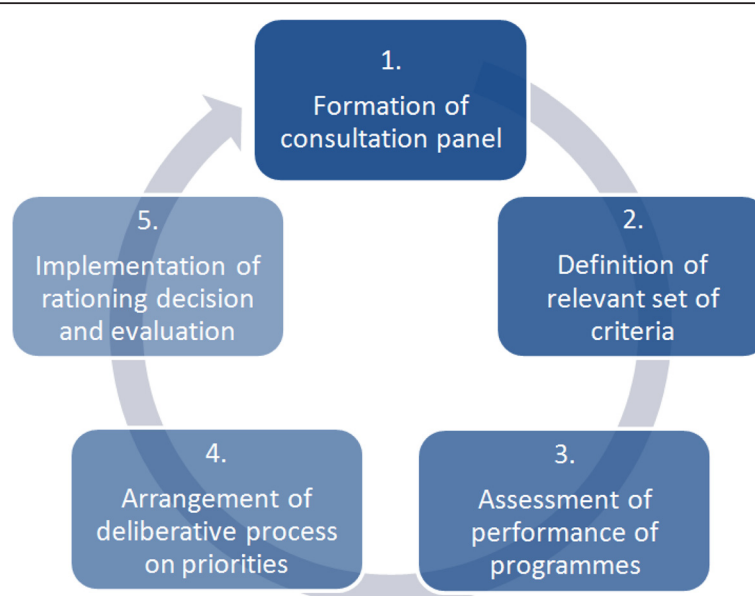 1.
Formation of
consultation panel
2.
Definition of
relevant set of
criteria
3.
Assessment of
performance of
programmes
4.
Arrangement of
deliberative process
on priorities
5.
Implementation of
rationing decision
and evaluation